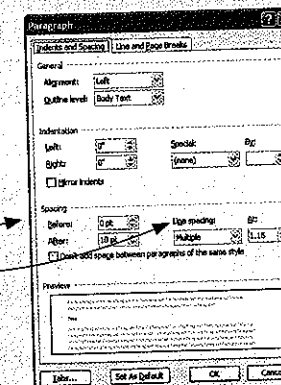 Paragraph ?
Indents and Spacing Line and Page Breaks
General
Alignment: Left
Outline level: Body Text
Indentation
Left: 0" Special: By:
Right: 0" (none)
Mirror indents
Spacing
Before: 0 pt Line spacing: At:
After: 10 pt Multiple 1.15
Don't add space between paragraphs of the same style
Preview
Tabs... Set As Default OK Cance